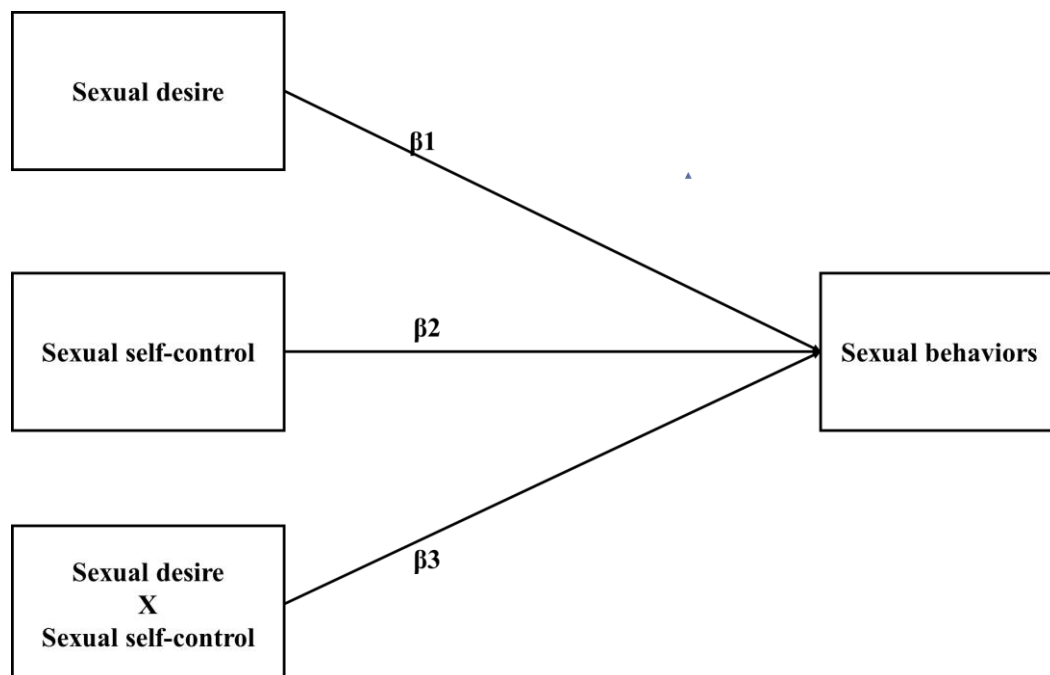 Sexual desire
β1
Sexual self-control
β2
Sexual behaviors
Sexual desire
X
Sexual self-control
β3